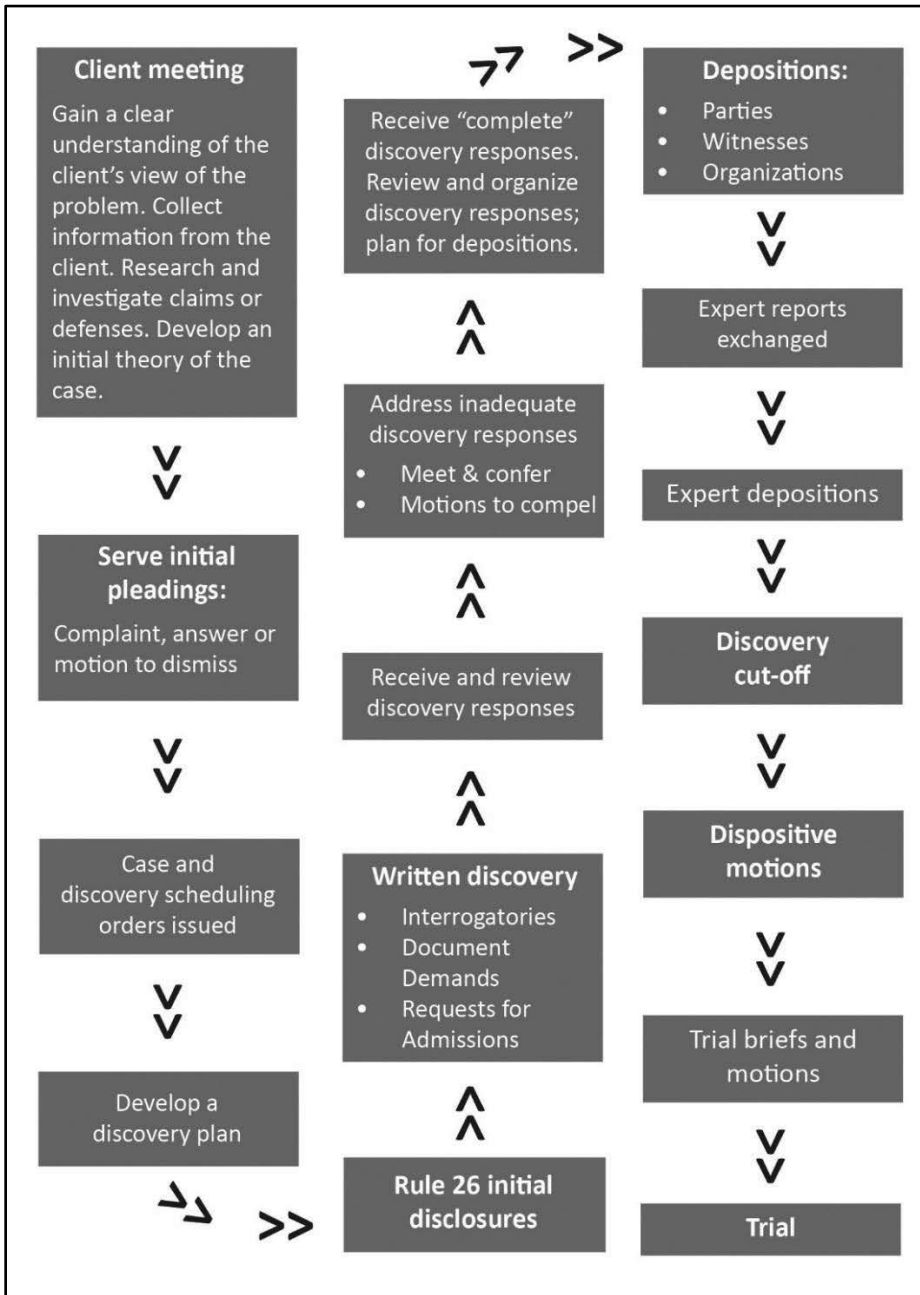 Client meeting
Gain a clear
understanding of the
client’s view of the
problem. Collect
information from the
client. Research and
investigate claims or
defenses. Develop an
initial theory of the
case.
Serve initial
pleadings:
Complaint, answer or
motion to dismiss
Case and
discovery scheduling
orders issued
Develop a
discovery plan
Rule 26 initial
disclosures
Written discovery
• Interrogatories
• Document
Demands
• Requests for
Admissions
Receive and review
discovery responses
Address inadequate
discovery responses
• Meet & confer
• Motions to compel
Receive “complete”
discovery responses.
Review and organize
discovery responses;
plan for depositions.
Depositions:
• Parties
• Witnesses
• Organizations
Expert reports
exchanged
Expert depositions
Discovery
cut-off
Dispositive
motions
Trial briefs and
motions
Trial